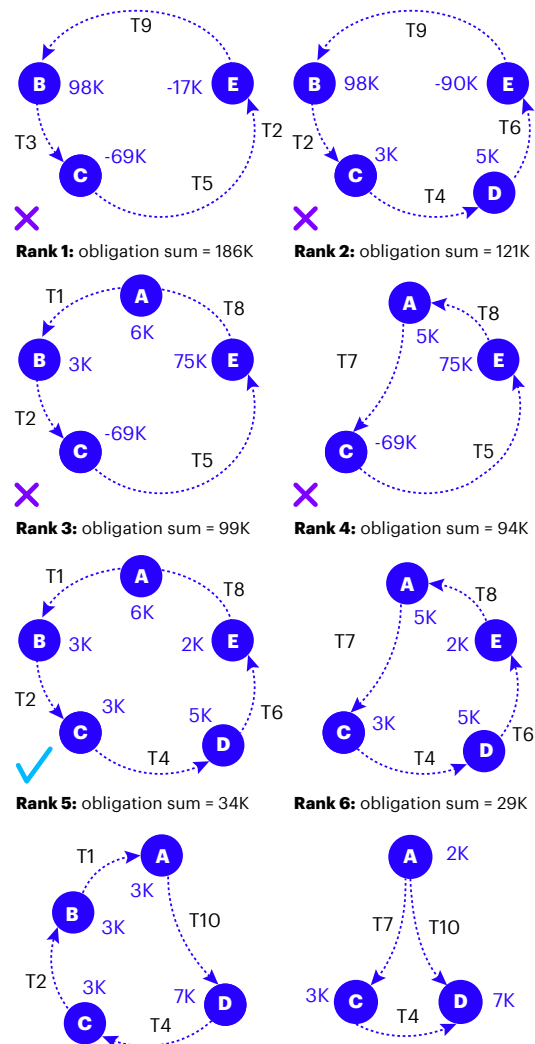 T9
B
98K
-17K
E
T3
T2
-69K
C
T5
Rank 1: obligation sum = 186K
T9
B
98K
-90K
E
T2
T6
3K
5K
C
D
T4
Rank 2: obligation sum = 121K
T1
A
T8
6K
B
3K
75K
E
T2
-69K
C
T5
Rank 3: obligation sum = 99K
A
T8
5K
T7
75K
E
-69K
C
T5
Rank 4: obligation sum = 94K
T1
A
T8
6K
B
3K
2K
E
T2
3K
5K
T6
C
D
T4
Rank 5: obligation sum = 34K
A
T8
5K
T7
2K
E
3K
5K
C
T6
D
T4
Rank 6: obligation sum = 29K
T1
A
3K
B
3K
T10
T2
3K
7K
D
C
T4
A
2K
T7
T10
3K
C
D
7K
T4